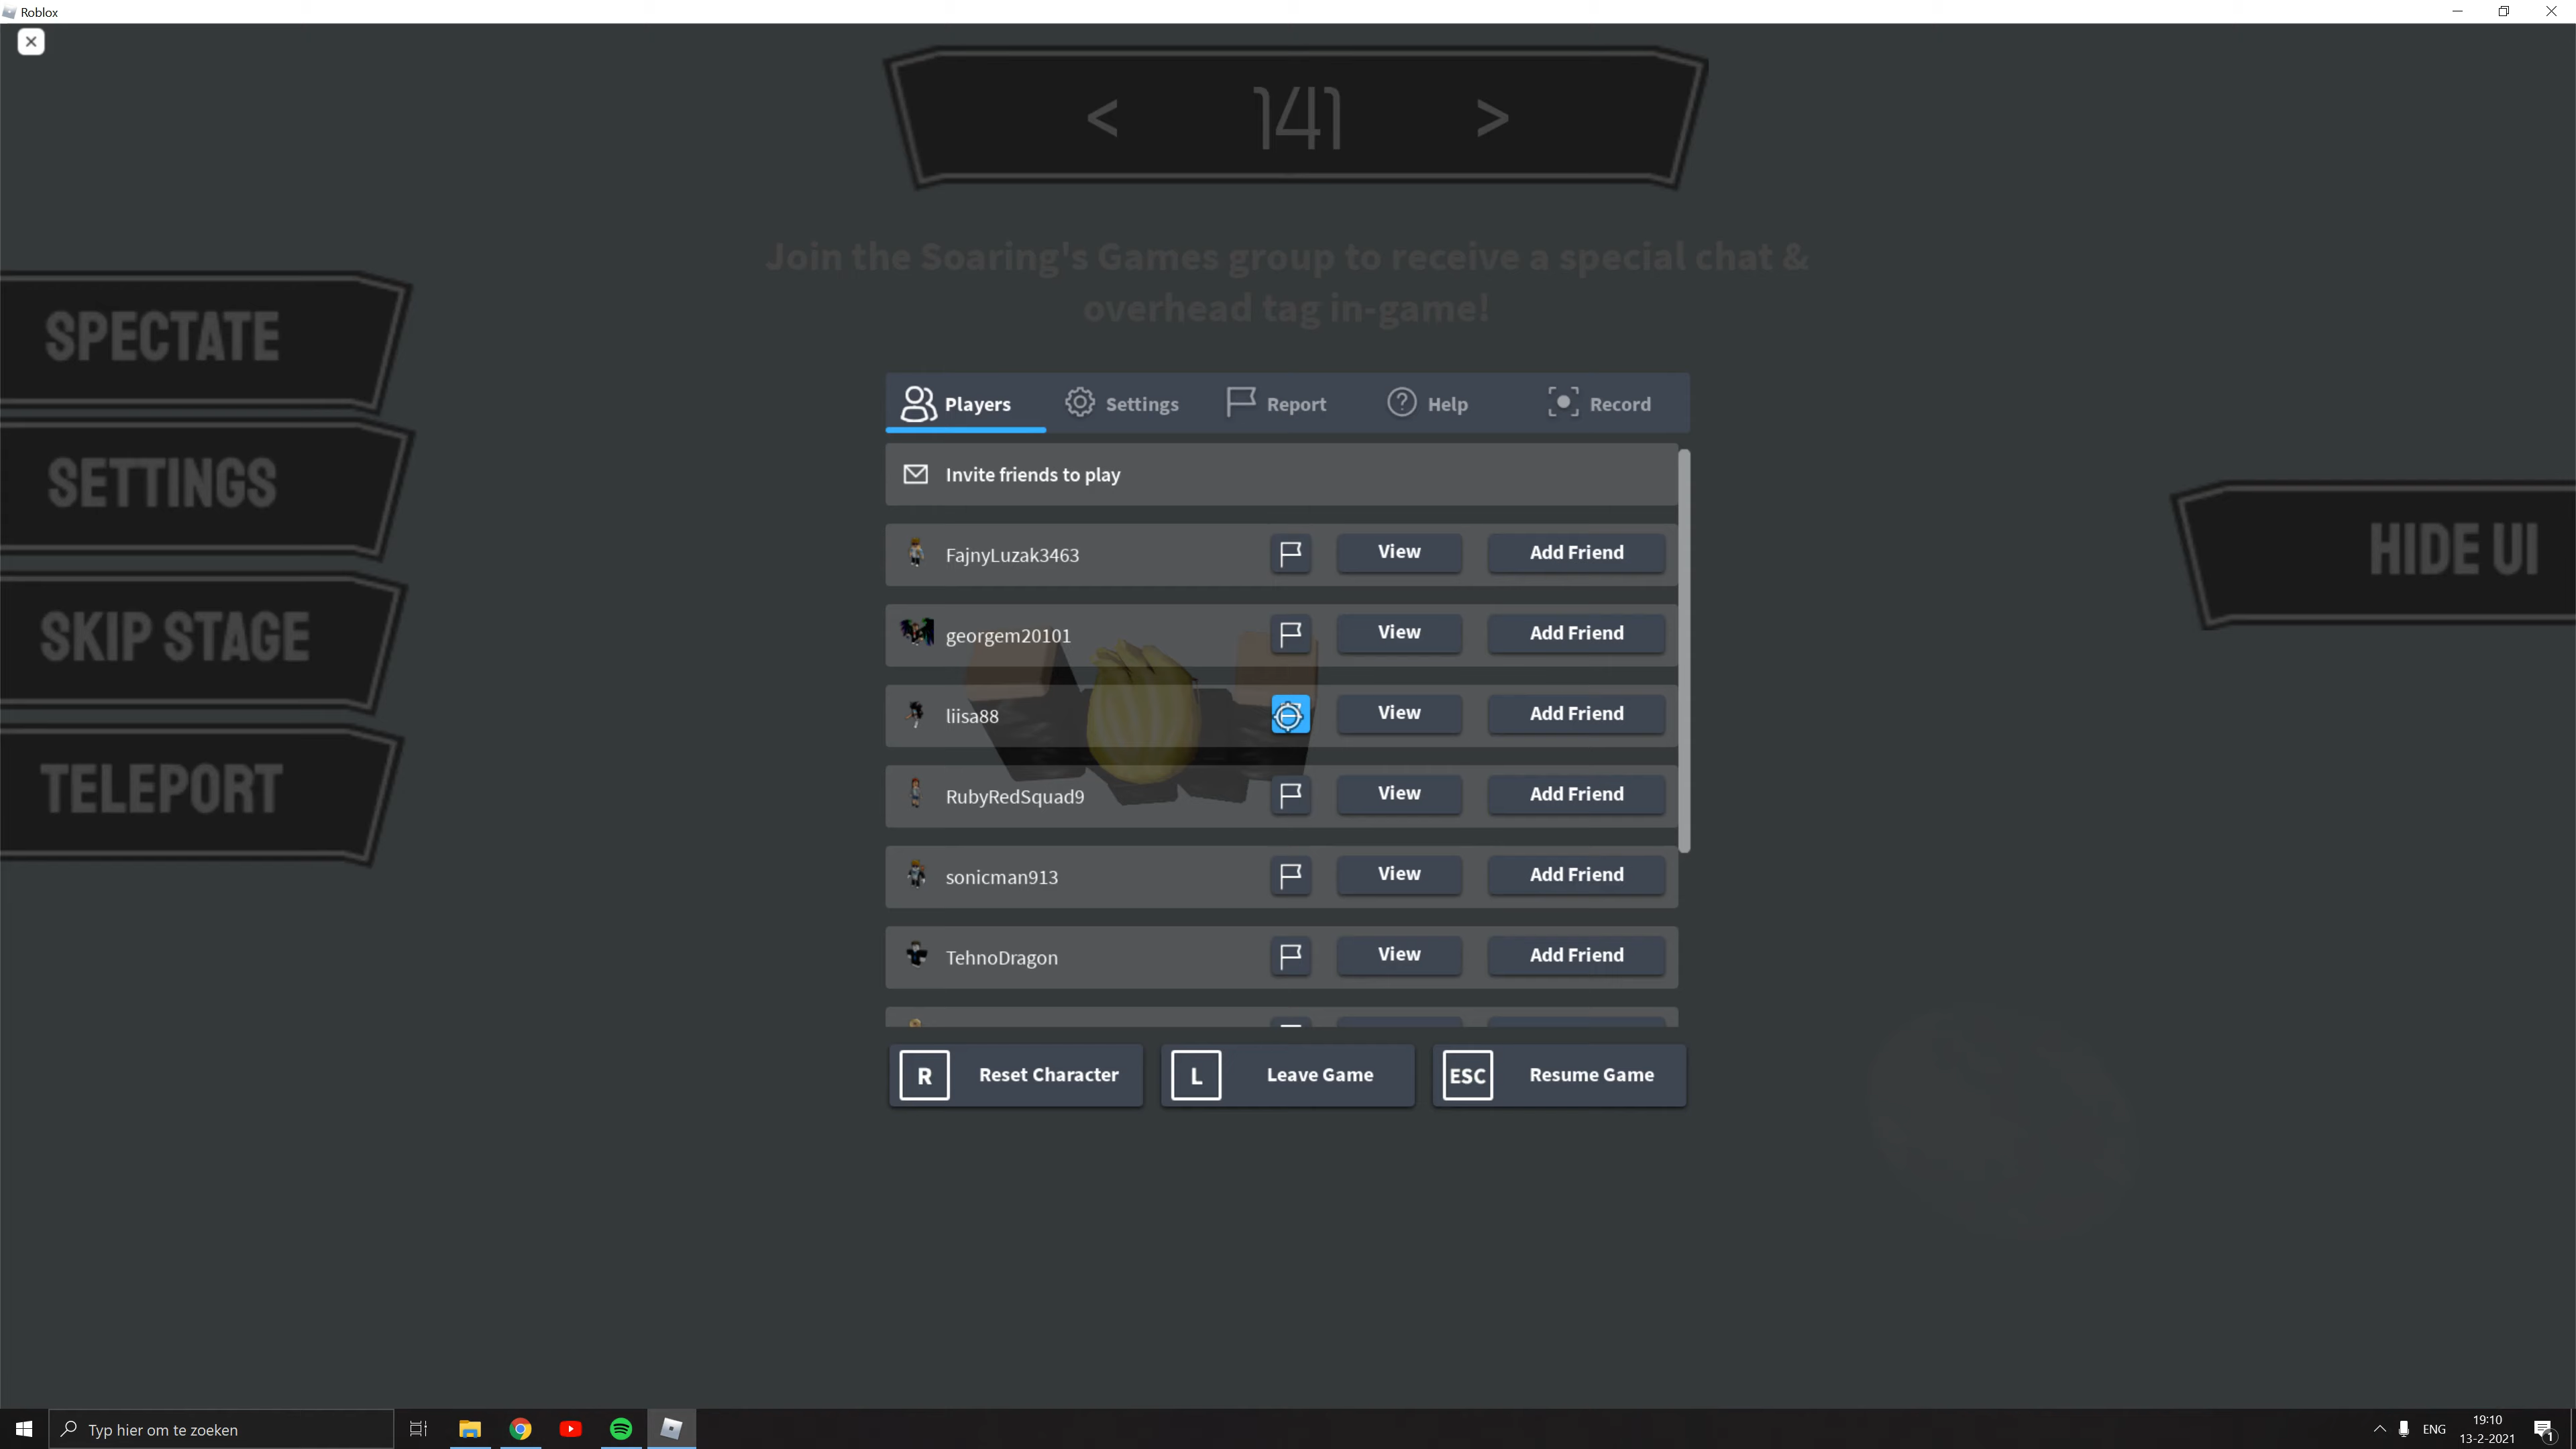 Roblox
< 141 >
Join the Soaring's Games group to receive a special chat &
overhead tag in-game!
SPECTATE
SETTINGS
SKIP STAGE
TELEPORT
HIDE UI
Players Settings Report Help Record
Invite friends to play
FajnyLuzak3463 View Add Friend
georgem20101 View Add Friend
liisa88 View Add Friend
RubyRedSquad9 View Add Friend
sonicman913 View Add Friend
TehnoDragon View Add Friend
R Reset Character L Leave Game ESC Resume Game
Typ hier om te zoeken
ENG
19:10
13-2-2021
1